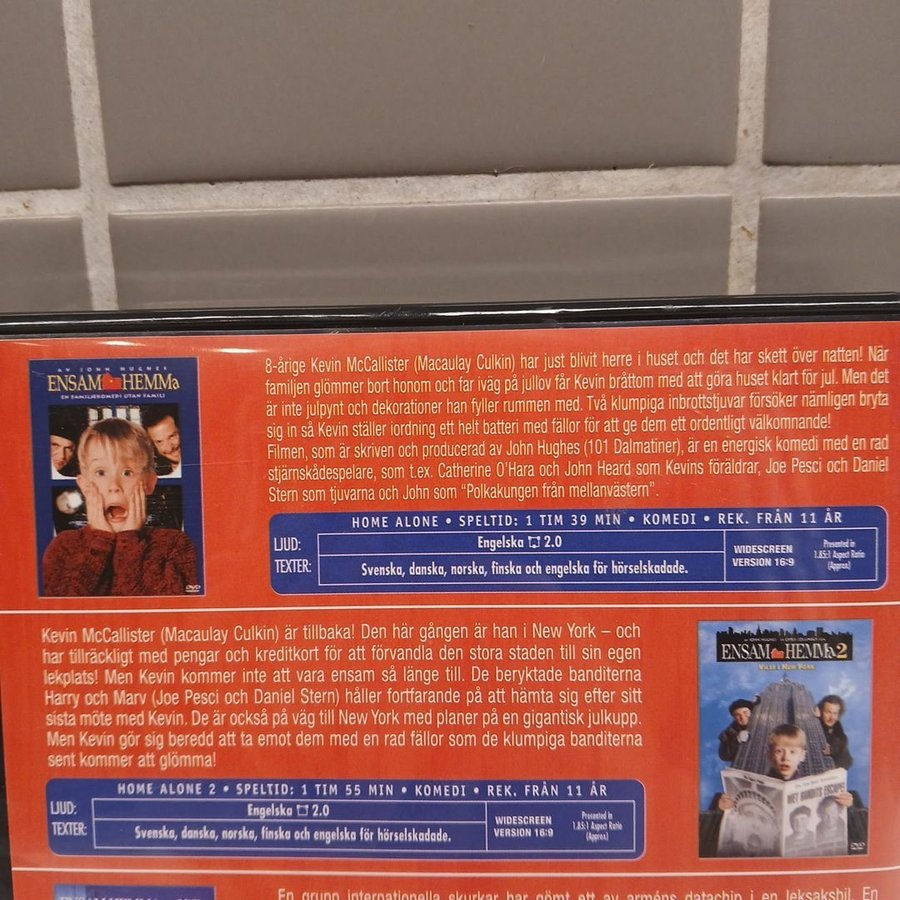 AV JOHN HUGHES
ENSAM HEMMA
EN FAMILJEKOMEDI UTAN FAMILJ
DVD
8-årige Kevin McCallister (Macaulay Culkin) har just blivit herre i huset och det har skett över natten! När
familjen glömmer bort honom och far iväg på jullov får Kevin bråttom med att göra huset klart för jul. Men det
är inte julpynt och dekorationer han fyller rummen med. Två klumpiga inbrottstjuvar försöker nämligen bryta
sig in så Kevin ställer iordning ett helt batteri med fällor för att ge dem ett ordentligt välkomnande!
Filmen, som är skriven och producerad av John Hughes (101 Dalmatiner), är en energisk komedi med en rad
stjärnskådespelare, som t.ex. Catherine O'Hara och John Heard som Kevins föräldrar, Joe Pesci och Daniel
Stern som tjuvarna och John som "Polkakungen från mellanvästern".
HOME ALONE • SPELTID: 1 TIM 39 MIN • KOMEDI • REK. FRÅN 11 ÅR
LJUD: Engelska 2.0
TEXTER: Svenska, danska, norska, finska och engelska för hörselskadade.
WIDESCREEN
VERSION 16:9
Presented in
1.85:1 Aspect Ratio
(Approx)
Kevin McCallister (Macaulay Culkin) är tillbaka! Den här gången är han i New York – och
har tillräckligt med pengar och kreditkort för att förvandla den stora staden till sin egen
lekplats! Men Kevin kommer inte att vara ensam så länge till. De beryktade banditerna
Harry och Marv (Joe Pesci och Daniel Stern) håller fortfarande på att hämta sig efter sitt
sista möte med Kevin. De är också på väg till New York med planer på en gigantisk julkupp.
Men Kevin gör sig beredd att ta emot dem med en rad fällor som de klumpiga banditerna
sent kommer att glömma!
ENSAM HEMMA 2
VILSE I NEW YORK
WET BANDITS ESCAPE!
DVD
HOME ALONE 2 • SPELTID: 1 TIM 55 MIN • KOMEDI • REK. FRÅN 11 ÅR
LJUD: Engelska 2.0
TEXTER: Svenska, danska, norska, finska och engelska för hörselskadade.
WIDESCREEN
VERSION 16:9
Presented in
1.85:1 Aspect Ratio
(Approx)
En grupp internationella skurkar har gömt ett av arméns datachip i en leksaksbil. En